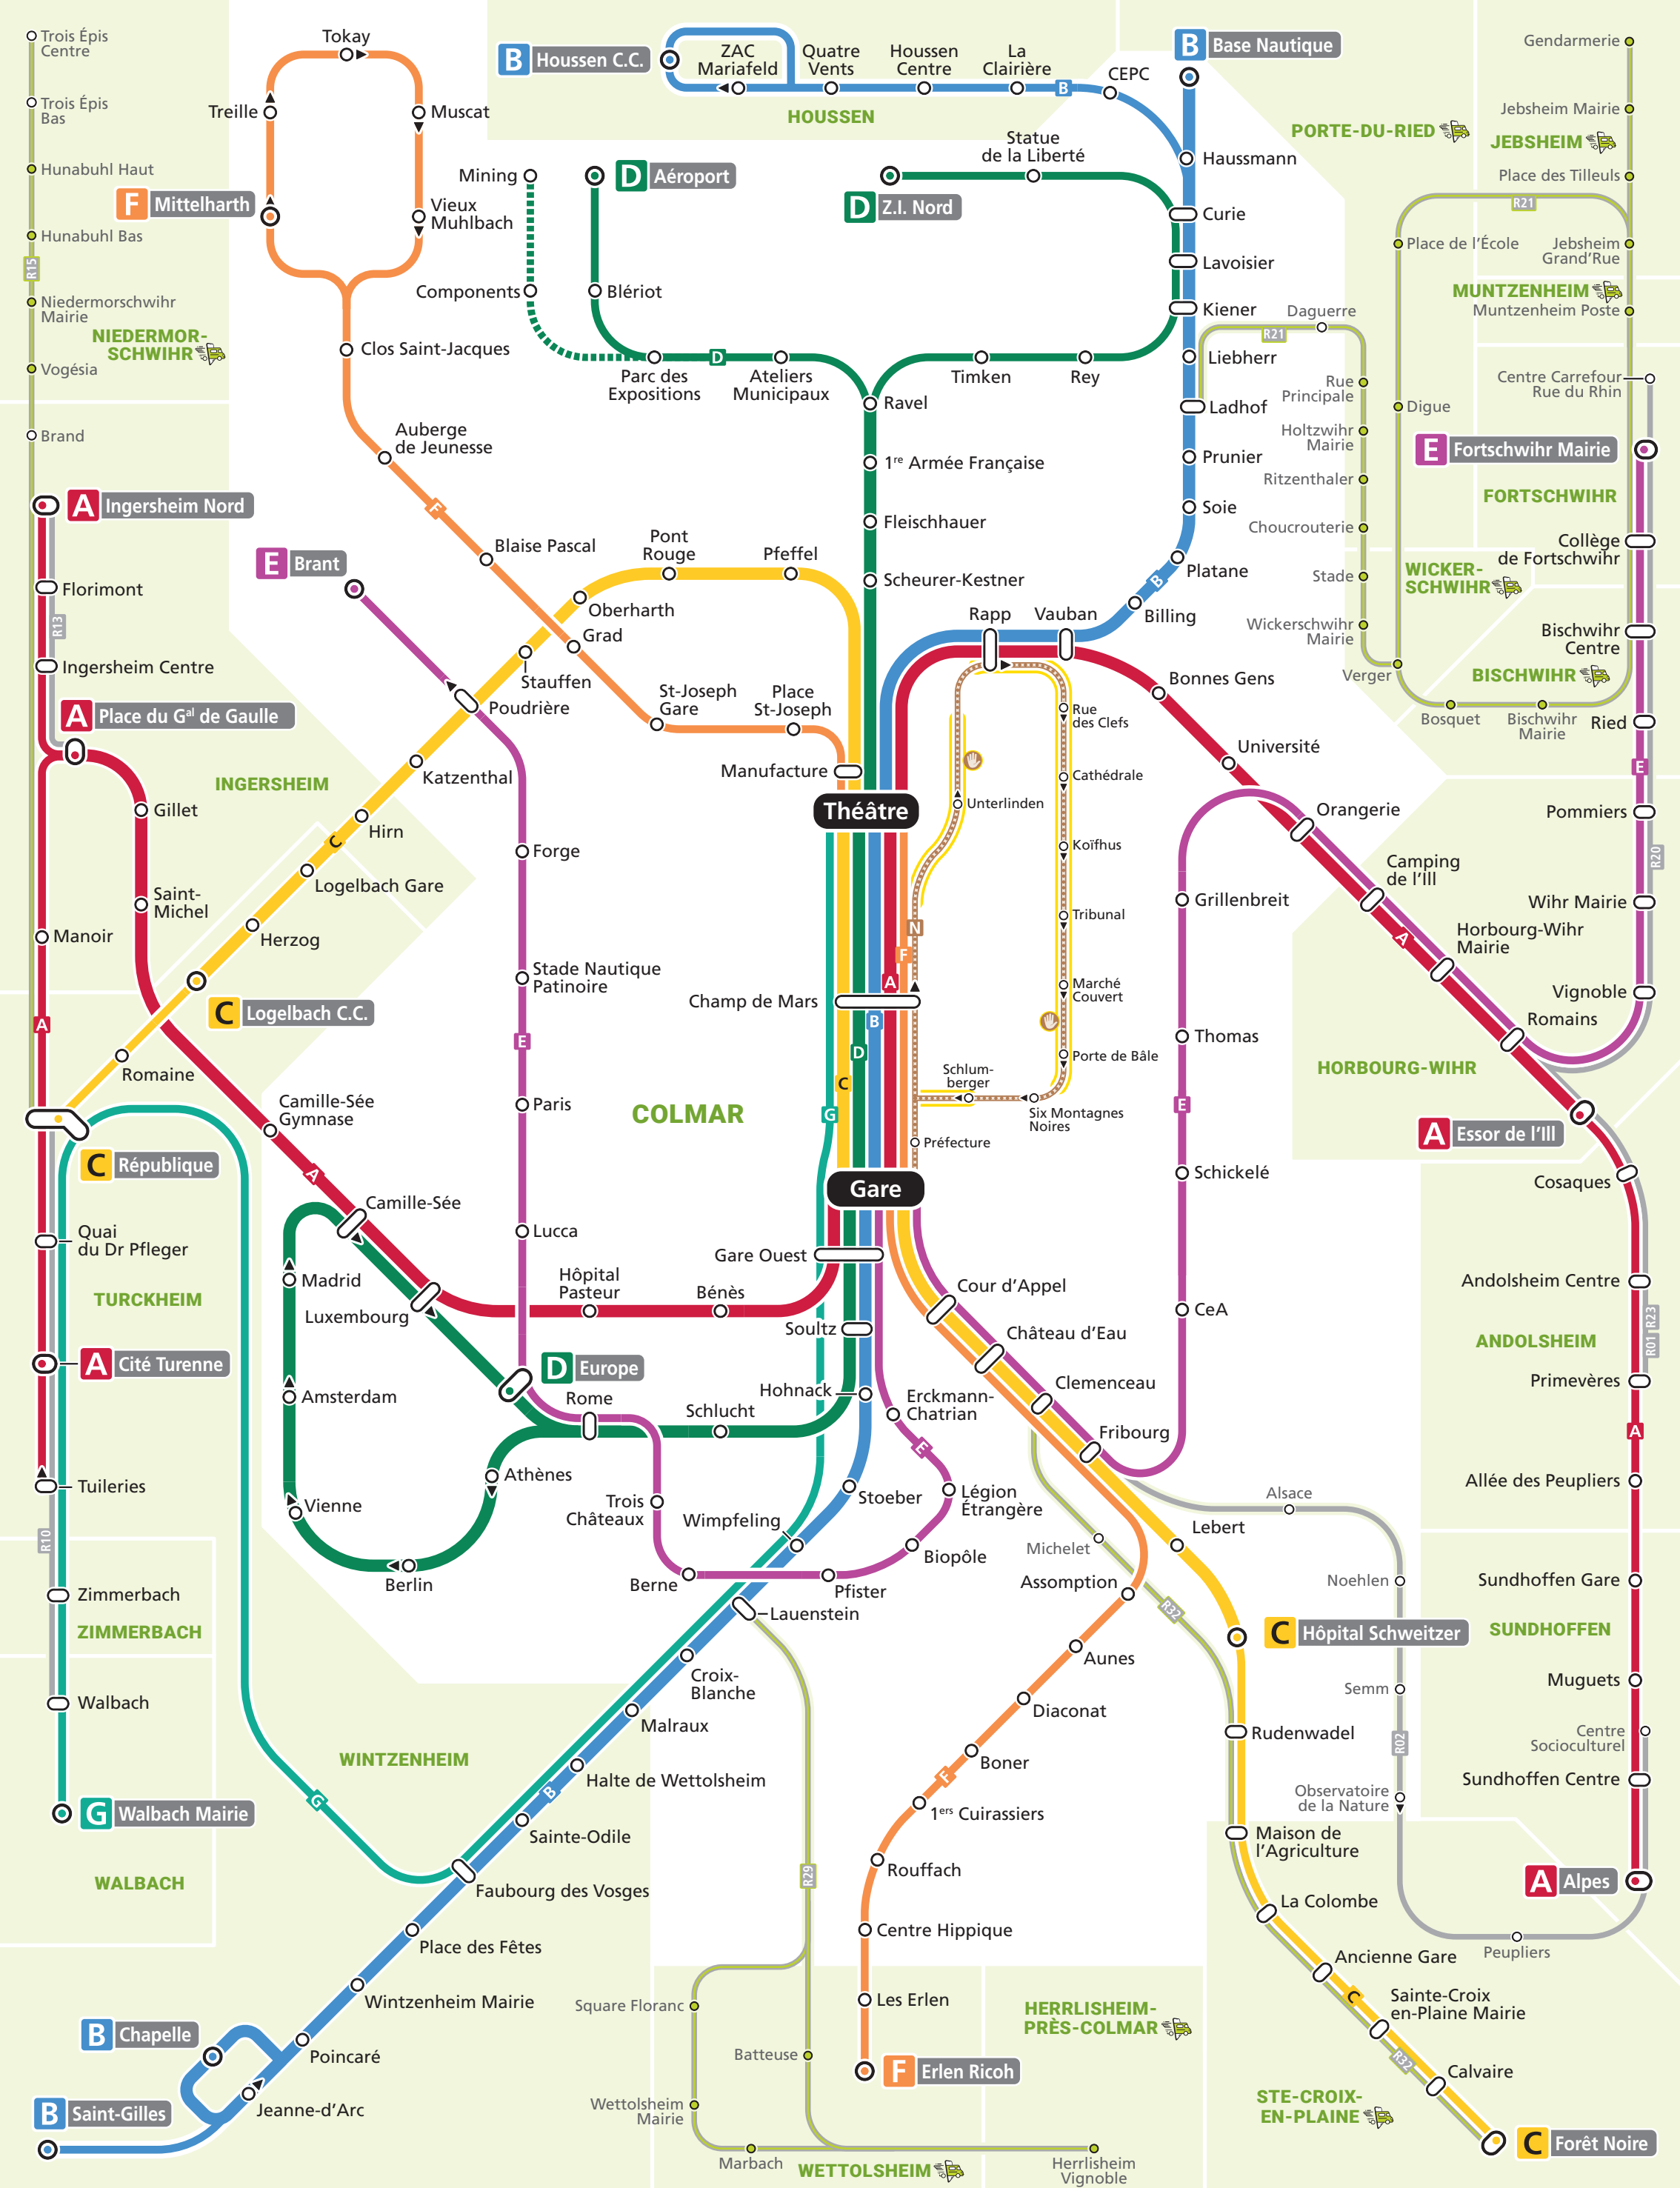 Trois Épis
Centre
Trois Épis
Bas
Hunabuhl Haut
Hunabuhl Bas
R15
Niedermorschwihr
Mairie
NIEDERMOR-
SCHWIHR
Vogésia
Brand
Tokay
Treille
Muscat
F Mittelharth
Vieux
Muhlbach
Clos Saint-Jacques
Auberge
de Jeunesse
F
Blaise Pascal
Grad
St-Joseph
Gare
Place
St-Joseph
Manufacture
B Houssen C.C.
ZAC
Mariafeld
Quatre
Vents
Houssen
Centre
La
Clairière
B
CEPC
HOUSSEN
B Base Nautique
Haussmann
Curie
Lavoisier
Kiener
Liebherr
Ladhof
Prunier
Soie
Platane
B
Billing
Vauban
Rapp
Mining
Components
D Aéroport
Blériot
Parc des
Expositions
D
Ateliers
Municipaux
D Z.I. Nord
Statue
de la Liberté
Timken
Rey
Ravel
1re Armée Française
Fleischhauer
Scheurer-Kestner
PORTE-DU-RIED
Gendarmerie
Jebsheim Mairie
JEBSHEIM
Place des Tilleuls
R21
Place de l'École
Jebsheim
Grand'Rue
MUNTZENHEIM
Muntzenheim Poste
Daguerre
R21
Rue
Principale
Holtzwihr
Mairie
Ritzenthaler
Choucrouterie
Stade
Wickerschwihr
Mairie
Verger
Digue
Centre Carrefour
Rue du Rhin
E Fortschwihr Mairie
FORTSCHWIHR
Collège
de Fortschwihr
WICKER-
SCHWIHR
Bischwihr
Centre
BISCHWIHR
Bosquet
Bischwihr
Mairie
Ried
E
Pommiers
R20
Wihr Mairie
Vignoble
A Ingersheim Nord
Florimont
R13
Ingersheim Centre
A Place du Gal de Gaulle
INGERSHEIM
Gillet
Saint-
Michel
Manoir
A
E Brant
Poudrière
Pont
Rouge
Pfeffel
Oberharth
Stauffen
Katzenthal
Hirn
C
Logelbach Gare
Herzog
C Logelbach C.C.
Romaine
C République
Forge
Stade Nautique
Patinoire
E
Paris
Lucca
COLMAR
Théâtre
Champ de Mars
N
F
A
B
D
C
G
Gare
Unterlinden
Rue
des Clefs
Cathédrale
Koïfhus
Tribunal
Marché
Couvert
Porte de Bâle
Six Montagnes
Noires
Schlum-
berger
Préfecture
Bonnes Gens
Université
Orangerie
Camping
de l'Ill
A
Horbourg-Wihr
Mairie
Romains
HORBOURG-WIHR
A Essor de l'Ill
Grillenbreit
Thomas
E
Schickelé
CeA
Cosaques
Andolsheim Centre
R01 R23
ANDOLSHEIM
Primevères
A
Allée des Peupliers
Sundhoffen Gare
SUNDHOFFEN
Muguets
Centre
Socioculturel
Sundhoffen Centre
A Alpes
Peupliers
Camille-Sée
Gymnase
A
Camille-Sée
Luxembourg
Madrid
Amsterdam
Vienne
Berlin
Athènes
D Europe
Rome
Schlucht
Hôpital
Pasteur
Bénès
Gare Ouest
Soultz
Hohnack
Trois
Châteaux
Berne
Pfister
Biopôle
Légion
Étrangère
E
Erckmann-
Chatrian
Stoeber
Wimpfeling
Lauenstein
Croix-
Blanche
Malraux
Halte de Wettolsheim
B
Sainte-Odile
Faubourg des Vosges
Place des Fêtes
Wintzenheim Mairie
Poincaré
B Chapelle
Jeanne-d'Arc
B Saint-Gilles
Quai
du Dr Pfleger
TURCKHEIM
A Cité Turenne
Tuileries
R10
Zimmerbach
ZIMMERBACH
Walbach
G Walbach Mairie
WALBACH
WINTZENHEIM
G
Cour d'Appel
Château d'Eau
Clemenceau
Fribourg
Lebert
Alsace
Noehlen
Semm
R02
Observatoire
de la Nature
Michelet
R32
Assomption
Aunes
Diaconat
Boner
F
1ers Cuirassiers
Rouffach
Centre Hippique
Les Erlen
F Erlen Ricoh
C Hôpital Schweitzer
Rudenwadel
Maison de
l'Agriculture
La Colombe
Ancienne Gare
C
Sainte-Croix
en-Plaine Mairie
R32
Calvaire
STE-CROIX-
EN-PLAINE
C Forêt Noire
R29
Square Floranc
Batteuse
Wettolsheim
Mairie
Marbach
WETTOLSHEIM
HERRLISHEIM-
PRÈS-COLMAR
Herrlisheim
Vignoble